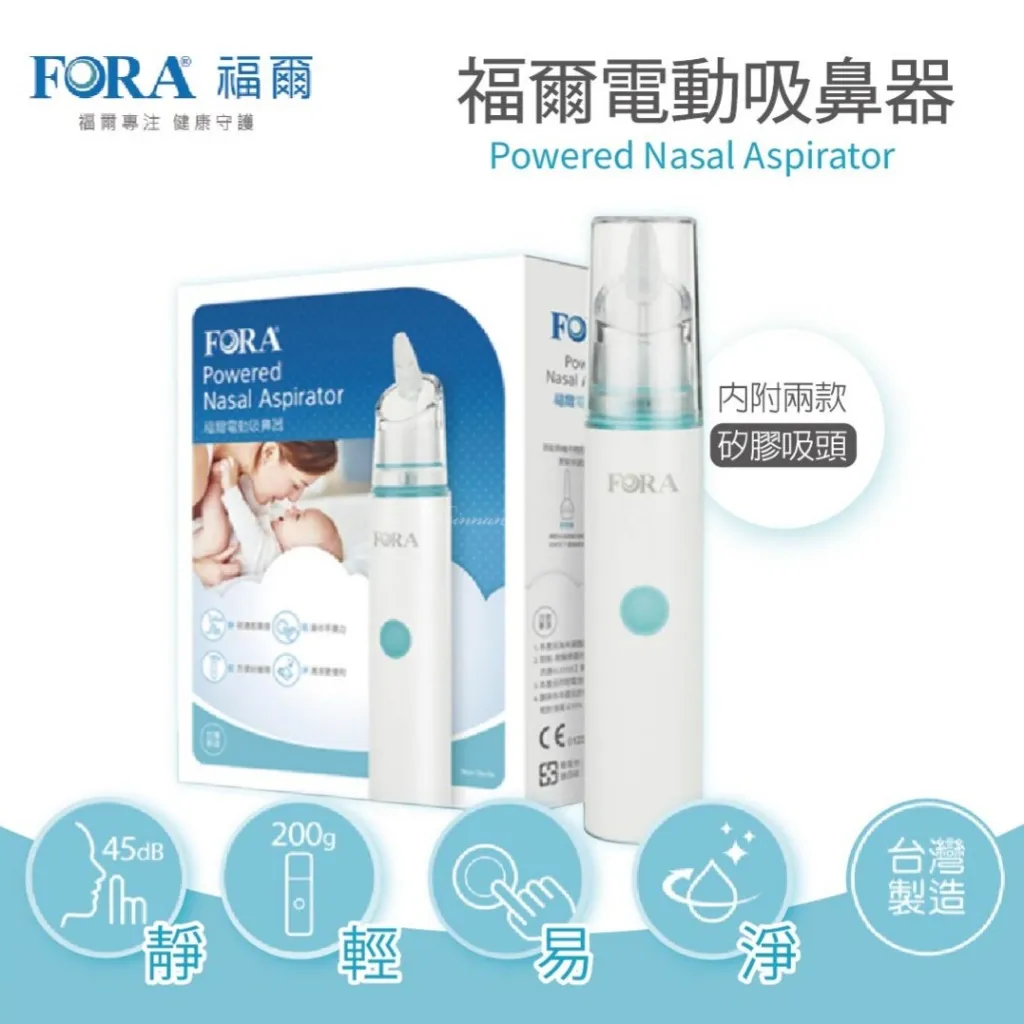 FORA® 福爾
福爾專注 健康守護
福爾電動吸鼻器
Powered Nasal Aspirator
FORA
Powered
Nasal Aspirator
福爾電動吸鼻器
FORA
FORA
內附兩款
矽膠吸頭
CE
45dB
靜
200g
輕
易
淨
台灣
製造